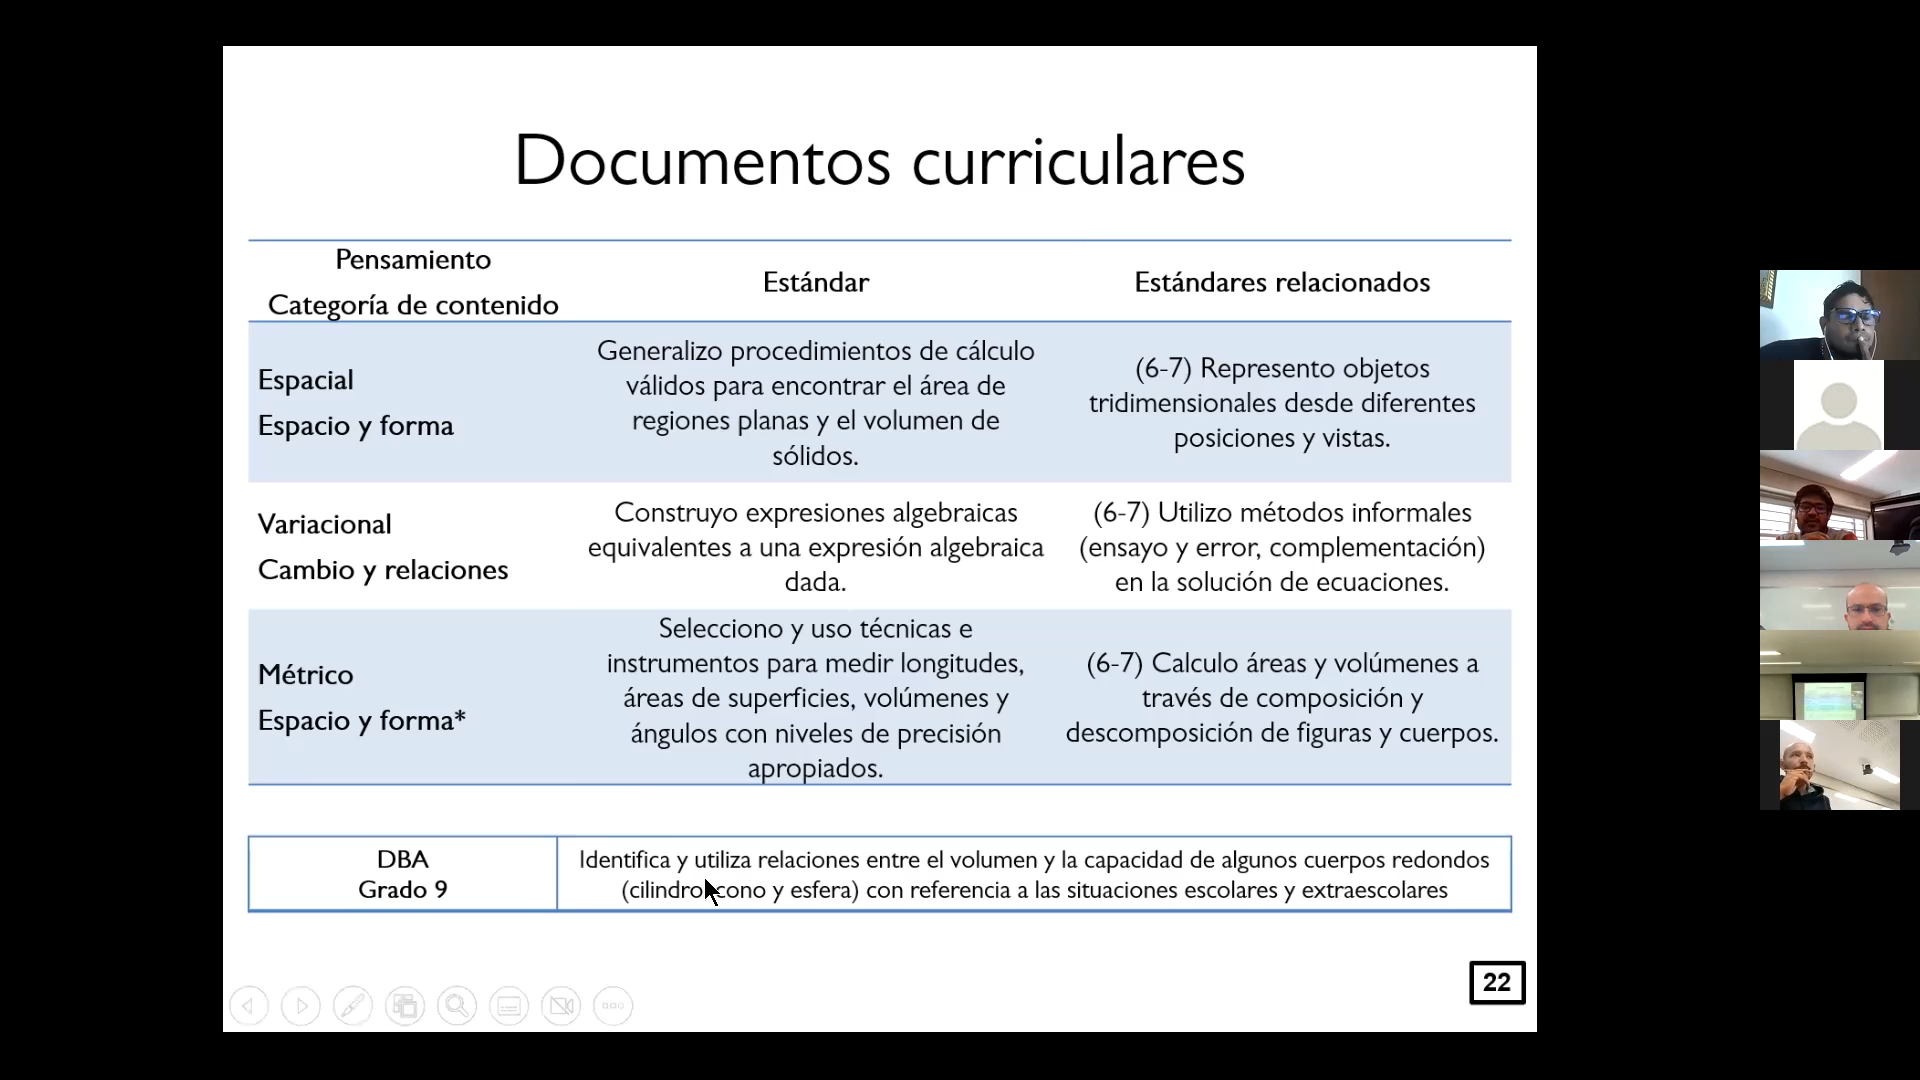 Documentos curriculares
Pensamiento
Categoría de contenido
Estándar
Estándares relacionados
Espacial
Espacio y forma
Generalizo procedimientos de cálculo
válidos para encontrar el área de
regiones planas y el volumen de
sólidos.
(6-7) Represento objetos
tridimensionales desde diferentes
posiciones y vistas.
Variacional
Cambio y relaciones
Construyo expresiones algebraicas
equivalentes a una expresión algebraica
dada.
(6-7) Utilizo métodos informales
(ensayo y error, complementación)
en la solución de ecuaciones.
Métrico
Espacio y forma*
Selecciono y uso técnicas e
instrumentos para medir longitudes,
áreas de superficies, volúmenes y
ángulos con niveles de precisión
apropiados.
(6-7) Calculo áreas y volúmenes a
través de composición y
descomposición de figuras y cuerpos.
DBA
Grado 9
Identifica y utiliza relaciones entre el volumen y la capacidad de algunos cuerpos redondos
(cilindro, cono y esfera) con referencia a las situaciones escolares y extraescolares
22